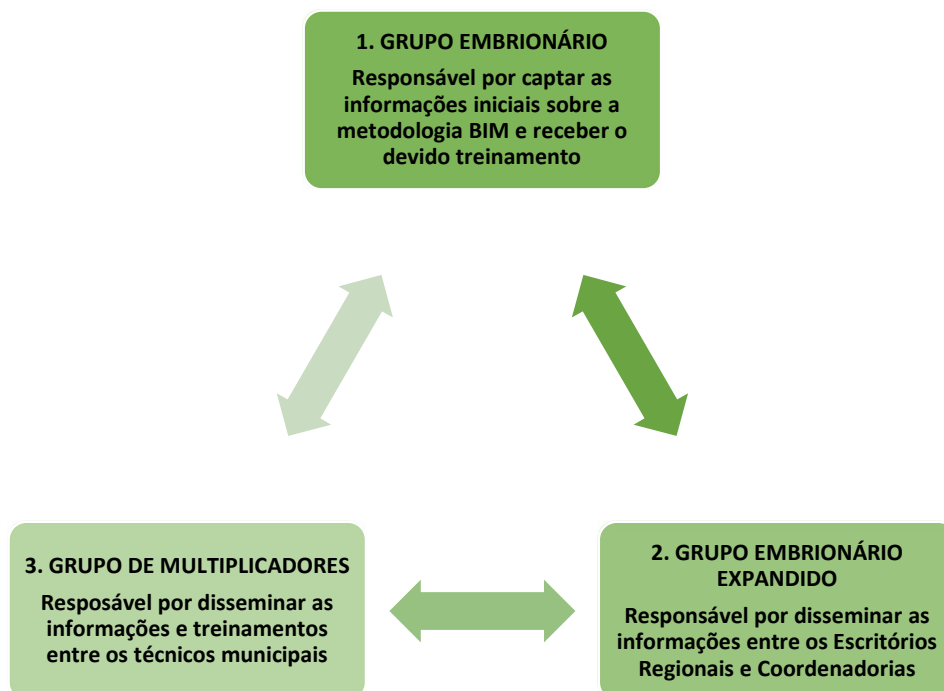 1. GRUPO EMBRIONÁRIO
Responsável por captar as
informações iniciais sobre a
metodologia BIM e receber o
devido treinamento
3. GRUPO DE MULTIPLICADORES
Resposável por disseminar as
informações e treinamentos
entre os técnicos municipais
2. GRUPO EMBRIONÁRIO
EXPANDIDO
Responsável por disseminar as
informações entre os Escritórios
Regionais e Coordenadorias